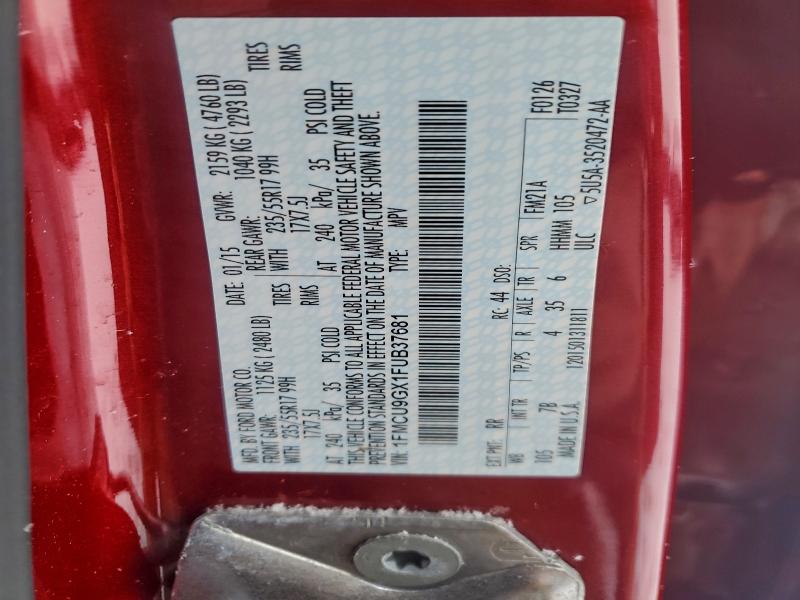 MFD. BY FORD MOTOR CO.
DATE: 01/15 GVWR: 2159 KG ( 4760 LB)
FRONT GAWR: 1125 KG ( 2480 LB) REAR GAWR: 1040 KG ( 2293 LB)
WITH 235/55R17 99H TIRES WITH 235/55R17 99H TIRES
17X7.5J RIMS 17X7.5J RIMS
AT 240 kPa/ 35 PSI COLD AT 240 kPa/ 35 PSI COLD
THIS VEHICLE CONFORMS TO ALL APPLICABLE FEDERAL MOTOR VEHICLE SAFETY AND THEFT
PREVENTION STANDARDS IN EFFECT ON THE DATE OF MANUFACTURE SHOWN ABOVE.
VIN: 1FMCU9GX1FUB37681 TYPE: MPV
F0126
T0327
EXT PNT: RR RC: 44 DSO:
WB INT TR TP/PS R AXLE TR SPR FM21A
105 7B 4 35 6 HHMM 105
MADE IN U.S.A. 1201501311811 ULC ▽5U5A-3520472-AA